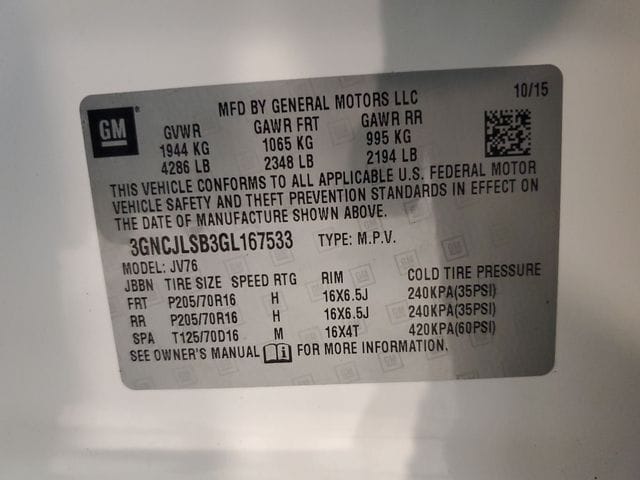 MFD BY GENERAL MOTORS LLC 10/15
GM
GVWR GAWR FRT GAWR RR
1944 KG 1065 KG 995 KG
4286 LB 2348 LB 2194 LB
THIS VEHICLE CONFORMS TO ALL APPLICABLE U.S. FEDERAL MOTOR
VEHICLE SAFETY AND THEFT PREVENTION STANDARDS IN EFFECT ON
THE DATE OF MANUFACTURE SHOWN ABOVE.
3GNCJLSB3GL167533 TYPE: M.P.V.
MODEL: JV76
JBBN TIRE SIZE SPEED RTG RIM COLD TIRE PRESSURE
FRT P205/70R16 H 16X6.5J 240KPA(35PSI)
RR P205/70R16 H 16X6.5J 240KPA(35PSI)
SPA T125/70D16 M 16X4T 420KPA(60PSI)
SEE OWNER'S MANUAL FOR MORE INFORMATION.